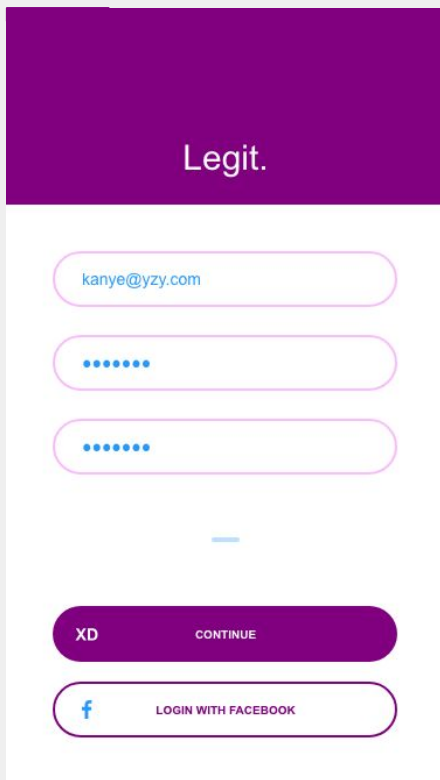 Legit.
kanye@yzy.com
•••••••
•••••••
XD CONTINUE
f LOGIN WITH FACEBOOK